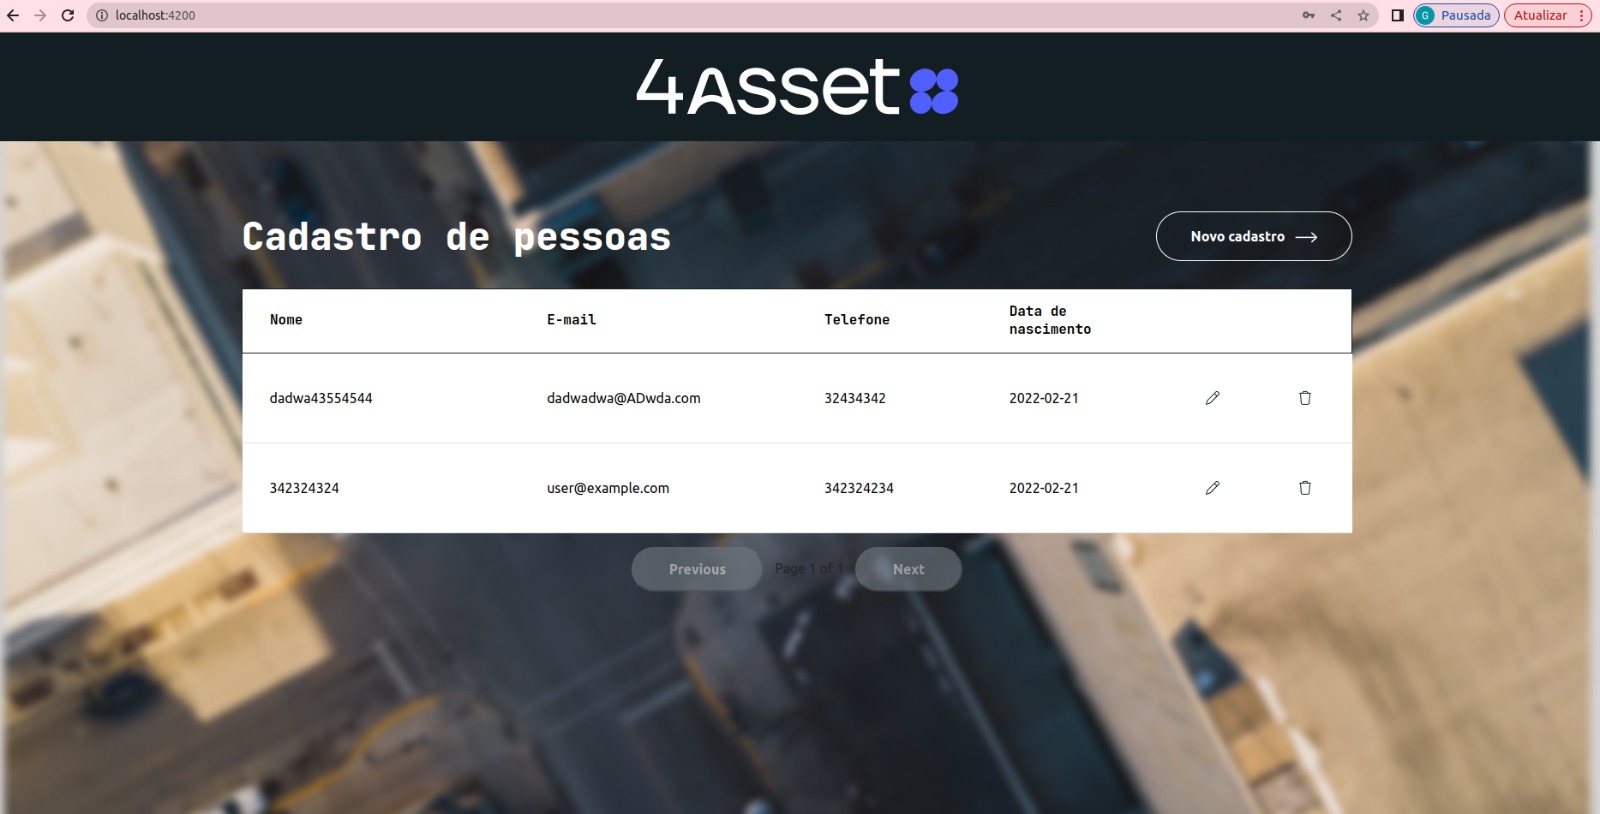 localhost:4200
G Pausada
Atualizar
4Asset
Cadastro de pessoas
Novo cadastro
Nome E-mail Telefone Data de nascimento
dadwa43554544 dadwadwa@ADwda.com 32434342 2022-02-21
342324324 user@example.com 342324234 2022-02-21
Previous Page 1 of 1 Next